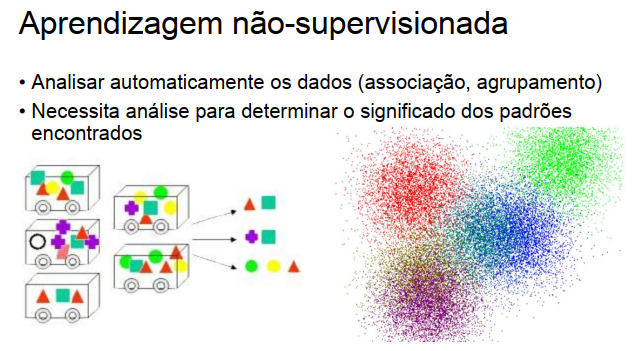 Aprendizagem não-supervisionada
• Analisar automaticamente os dados (associação, agrupamento)
• Necessita análise para determinar o significado dos padrões
encontrados